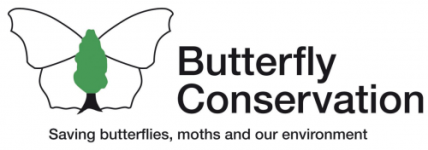 Butterfly
Conservation
Saving butterflies, moths and our environment